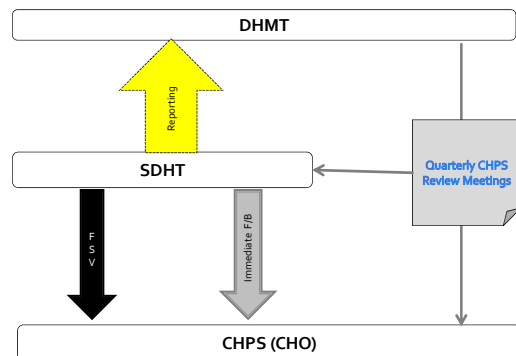 DHMT
Reporting
Quarterly CHPS
Review Meetings
SDHT
F
S
V
Immediate F/B
CHPS (CHO)